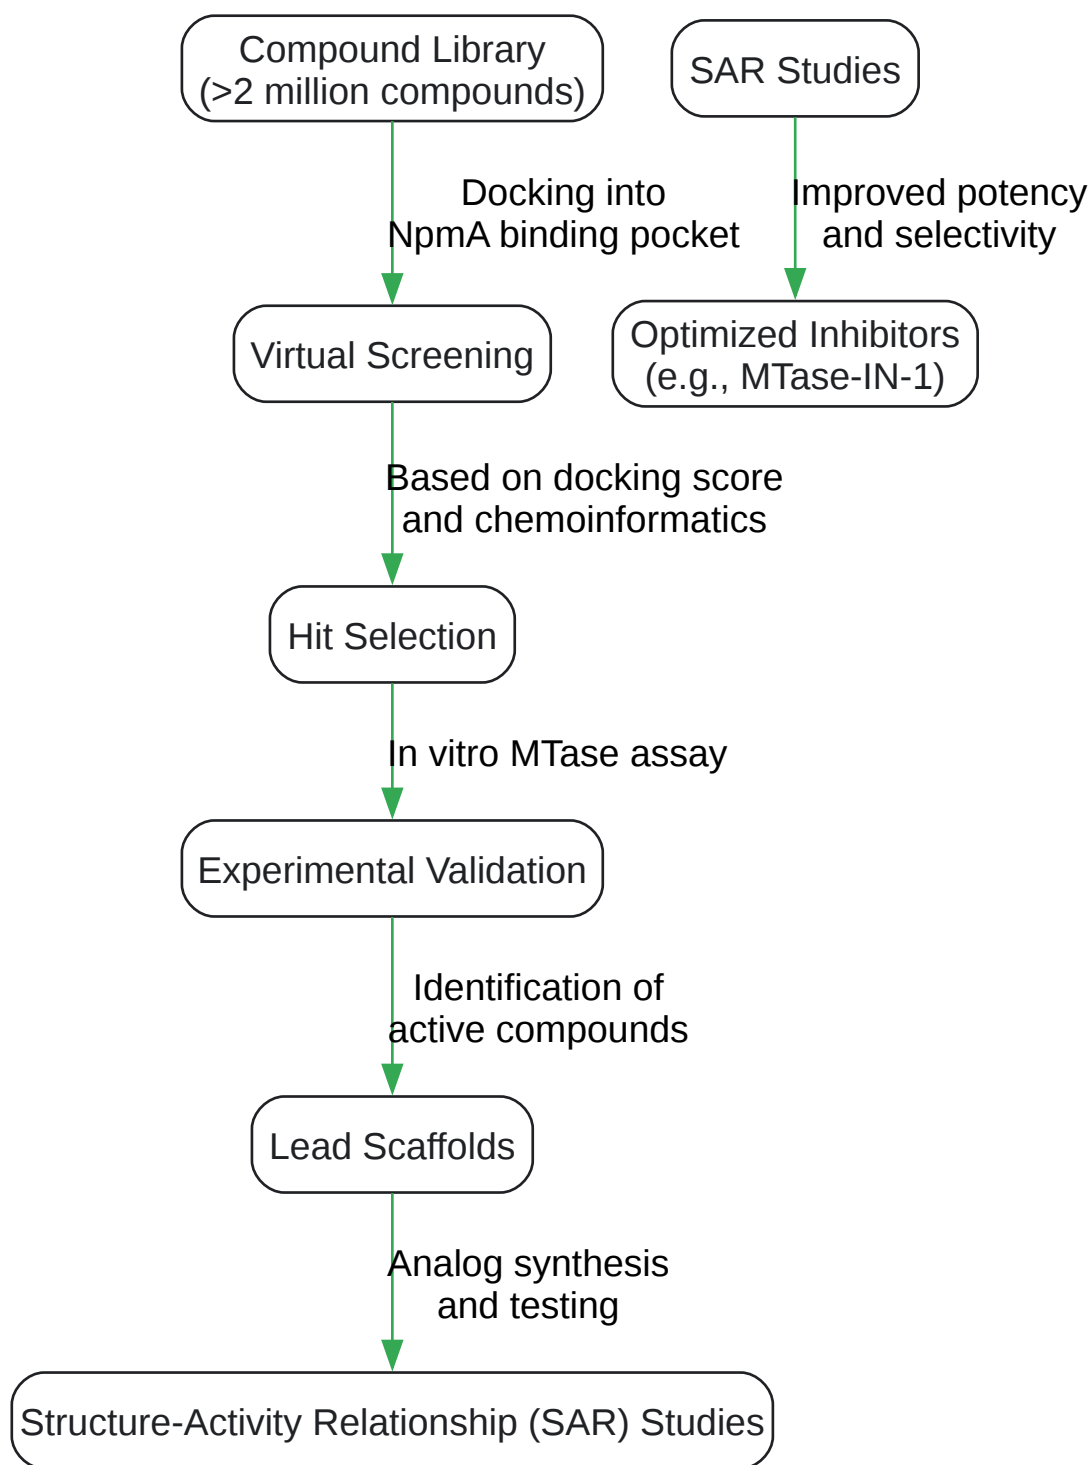 Compound Library
(>2 million compounds)
SAR Studies
Docking into
NpmA binding pocket
Improved potency
and selectivity
Virtual Screening
Optimized Inhibitors
(e.g., MTase-IN-1)
Based on docking score
and chemoinformatics
Hit Selection
In vitro MTase assay
Experimental Validation
Identification of
active compounds
Lead Scaffolds
Analog synthesis
and testing
Structure-Activity Relationship (SAR) Studies